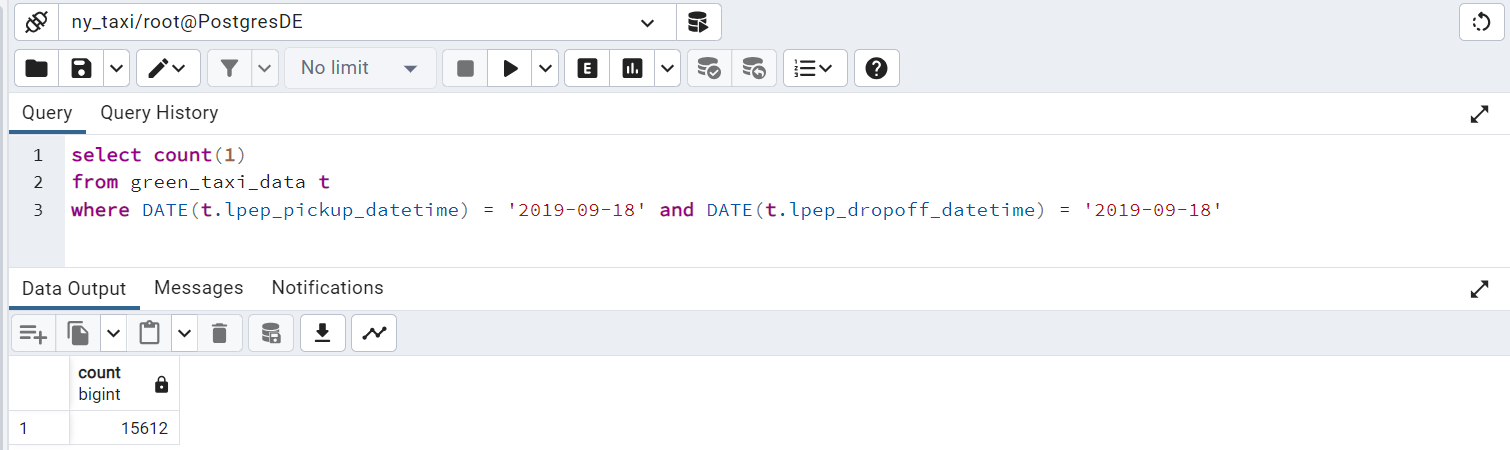 ny_taxi/root@PostgresDE
No limit
E
Query Query History
1 select count(1)
2 from green_taxi_data t
3 where DATE(t.lpep_pickup_datetime) = '2019-09-18' and DATE(t.lpep_dropoff_datetime) = '2019-09-18'
Data Output Messages Notifications
count
bigint
1 15612